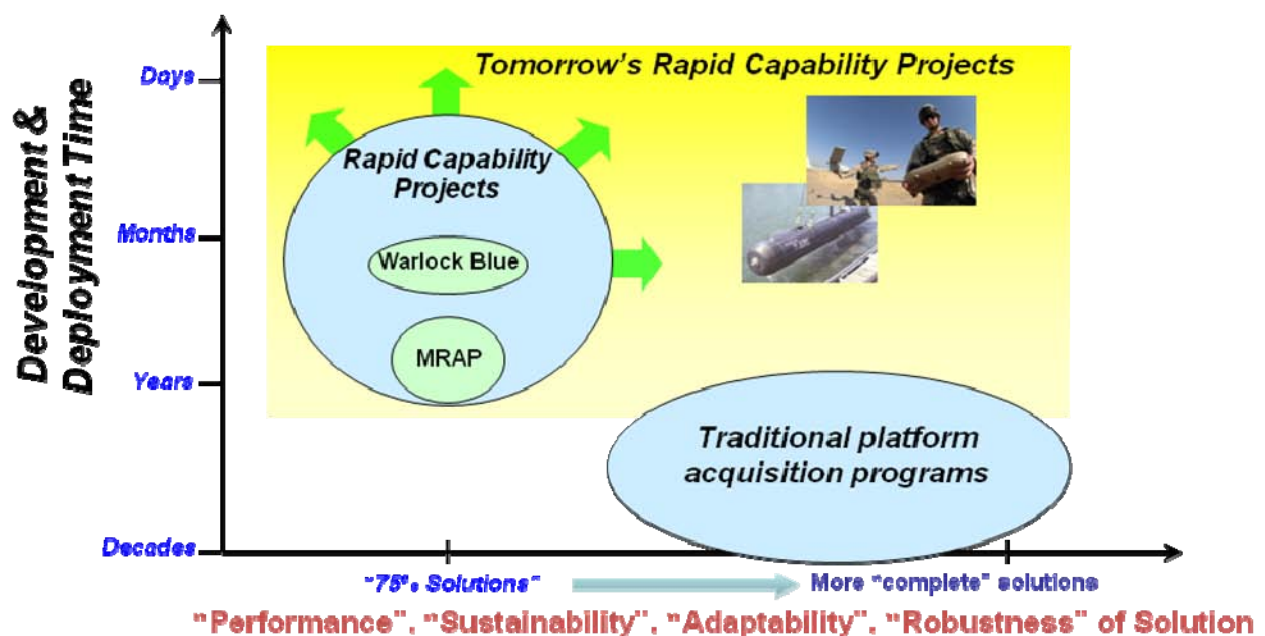 Tomorrow's Rapid Capability Projects
Days
Development &
Deployment Time
Rapid Capability
Projects
Months
Warlock Blue
MRAP
Years
Traditional platform
acquisition programs
Decades
"75% Solutions"
More "complete" solutions
"Performance", "Sustainability", "Adaptability", "Robustness" of Solution